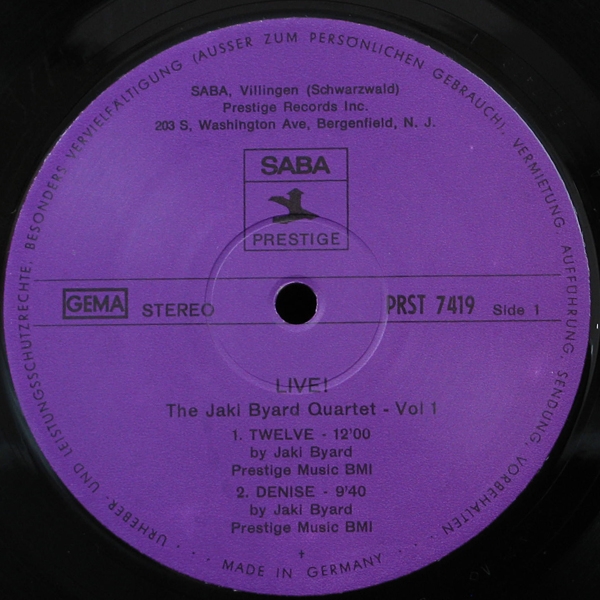 URHEBER- UND LEISTUNGSSCHUTZRECHTE, BESONDERS VERVIELFÄLTIGUNG (AUSSER ZUM PERSÖNLICHEN GEBRAUCH), VERMIETUNG, AUFFÜHRUNG, SENDUNG, VORBEHALTEN
SABA, Villingen (Schwarzwald)
Prestige Records Inc.
203 S, Washington Ave, Bergenfield, N. J.
SABA
PRESTIGE
GEMA STEREO PRST 7419 Side 1
LIVE!
The Jaki Byard Quartet - Vol 1
1. TWELVE - 12'00
by Jaki Byard
Prestige Music BMI
2. DENISE - 9'40
by Jaki Byard
Prestige Music BMI
MADE IN GERMANY